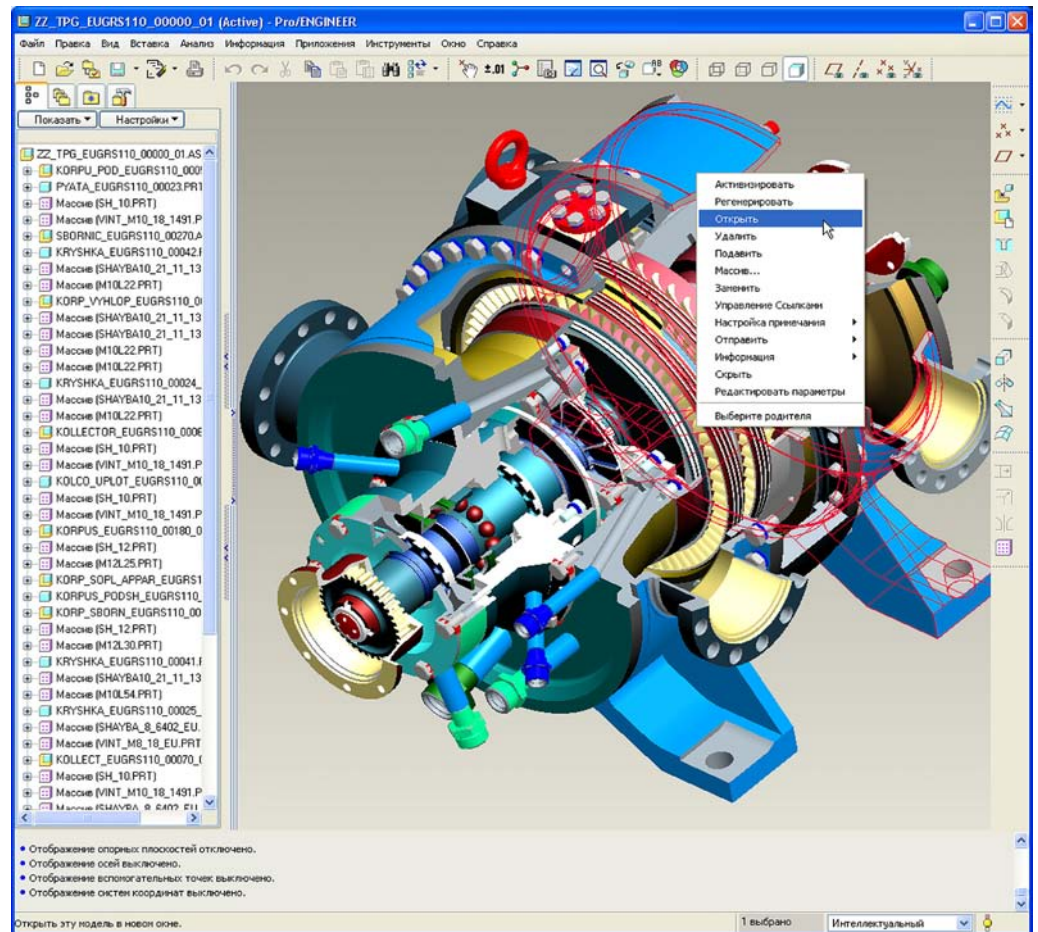 ZZ_TPG_EUGRS110_00000_01 (Active) - Pro/ENGINEER
Файл Правка Вид Вставка Анализ Информация Приложения Инструменты Окно Справка
Показать Настройки
ZZ_TPG_EUGRS110_00000_01.AS
KORPU_POD_EUGRS110_000
PYATA_EUGRS110_00023.PRT
Массив (SH_10.PRT)
Массив (VINT_M10_18_1491.P
SBORNIC_EUGRS110_00270.A
KRYSHKA_EUGRS110_00042.F
Массив (SHAYBA10_21_11_13
Массив (M10L22.PRT)
KORP_VYHLOP_EUGRS110_0
Массив (SHAYBA10_21_11_13
Массив (SHAYBA10_21_11_13
Массив (M10L22.PRT)
Массив (M10L22.PRT)
KRYSHKA_EUGRS110_00024_
Массив (SHAYBA10_21_11_13
Массив (M10L22.PRT)
KOLLECTOR_EUGRS110_000
Массив (SH_10.PRT)
Массив (VINT_M10_18_1491.P
KOLCO_UPLOT_EUGRS110_0
Массив (SH_10.PRT)
Массив (VINT_M10_18_1491.P
KORPUS_EUGRS110_00180_0
Массив (SH_12.PRT)
Массив (M12L25.PRT)
KORP_SOPL_APPAR_EUGRS1
KORPUS_PODSH_EUGRS110_
KORP_SBORN_EUGRS110_00
Массив (SH_12.PRT)
Массив (M12L30.PRT)
KRYSHKA_EUGRS110_00041.F
Массив (SHAYBA10_21_11_13
Массив (M10L54.PRT)
KRYSHKA_EUGRS110_00025_
Массив (SHAYBA_8_6402_EU.
Массив (VINT_M8_18_EU.PRT
KOLLECT_EUGRS110_00070_
Массив (SH_10.PRT)
Массив (VINT_M10_18_1491.P
Массив (SHAYBA_8_6402_EU
Активизировать
Регенерировать
Открыть
Удалить
Подавить
Массив...
Заменить
Управление Ссылками
Настройка примечания
Отправить
Информация
Скрыть
Редактировать параметры
Выберите родителя
• Отображение опорных плоскостей отключено.
• Отображение осей выключено.
• Отображение вспомогательных точек выключено.
• Отображение систем координат выключено.
Открыть эту модель в новом окне. 1 выбрано Интеллектуальный